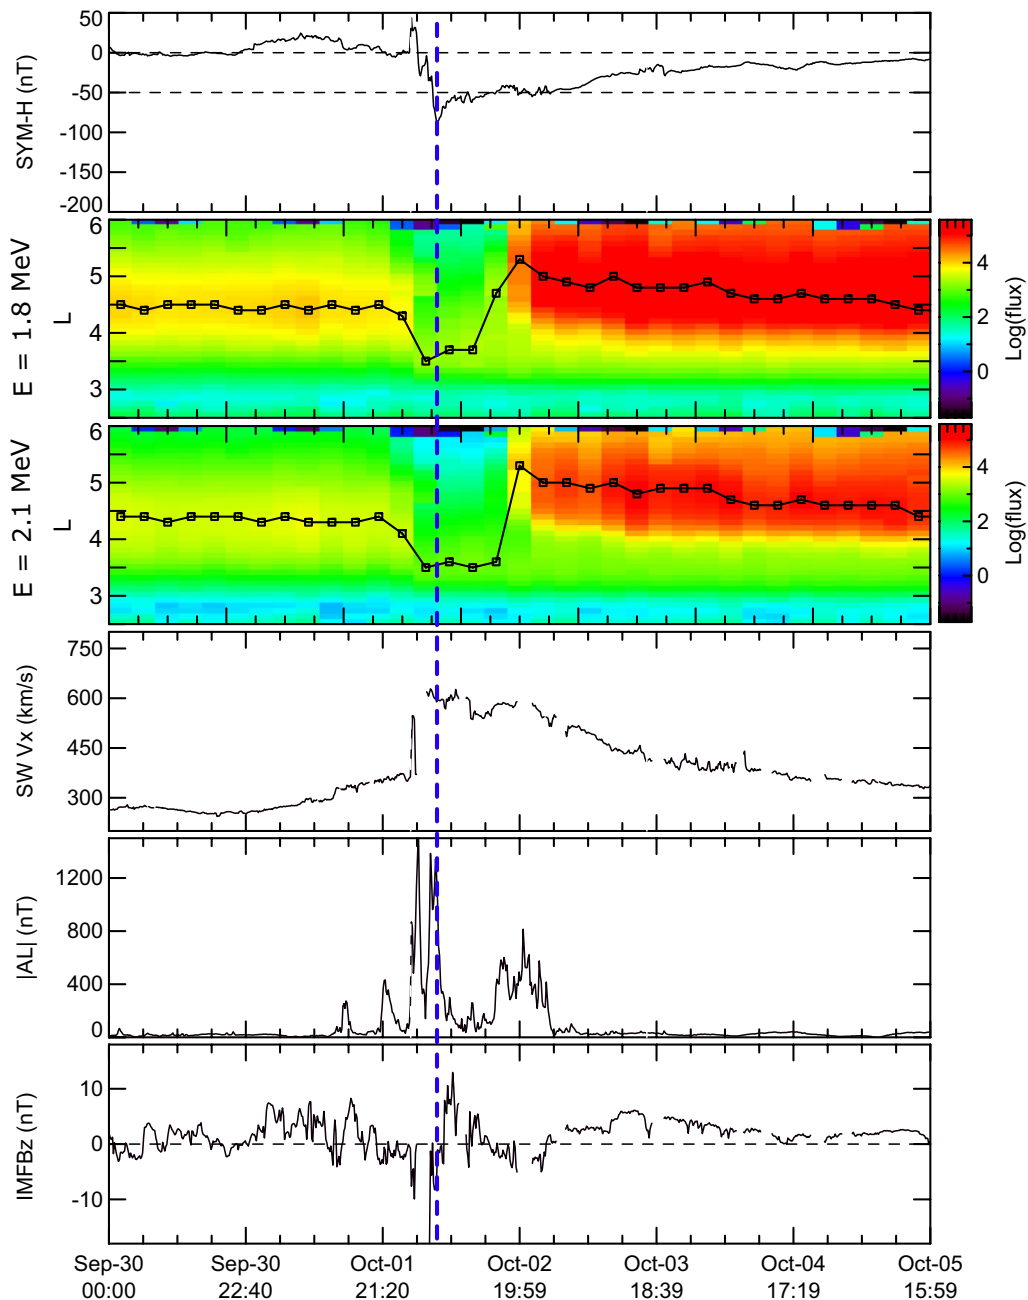 50
0
-50
-100
-150
-200
SYM-H (nT)
6
5
4
3
L
E = 1.8 MeV
4
2
0
Log(flux)
6
5
4
3
L
E = 2.1 MeV
4
2
0
Log(flux)
750
600
450
300
SW Vx (km/s)
1200
800
400
0
|AL| (nT)
10
0
-10
IMFBz (nT)
Sep-30 Sep-30 Oct-01 Oct-02 Oct-03 Oct-04 Oct-05
00:00 22:40 21:20 19:59 18:39 17:19 15:59